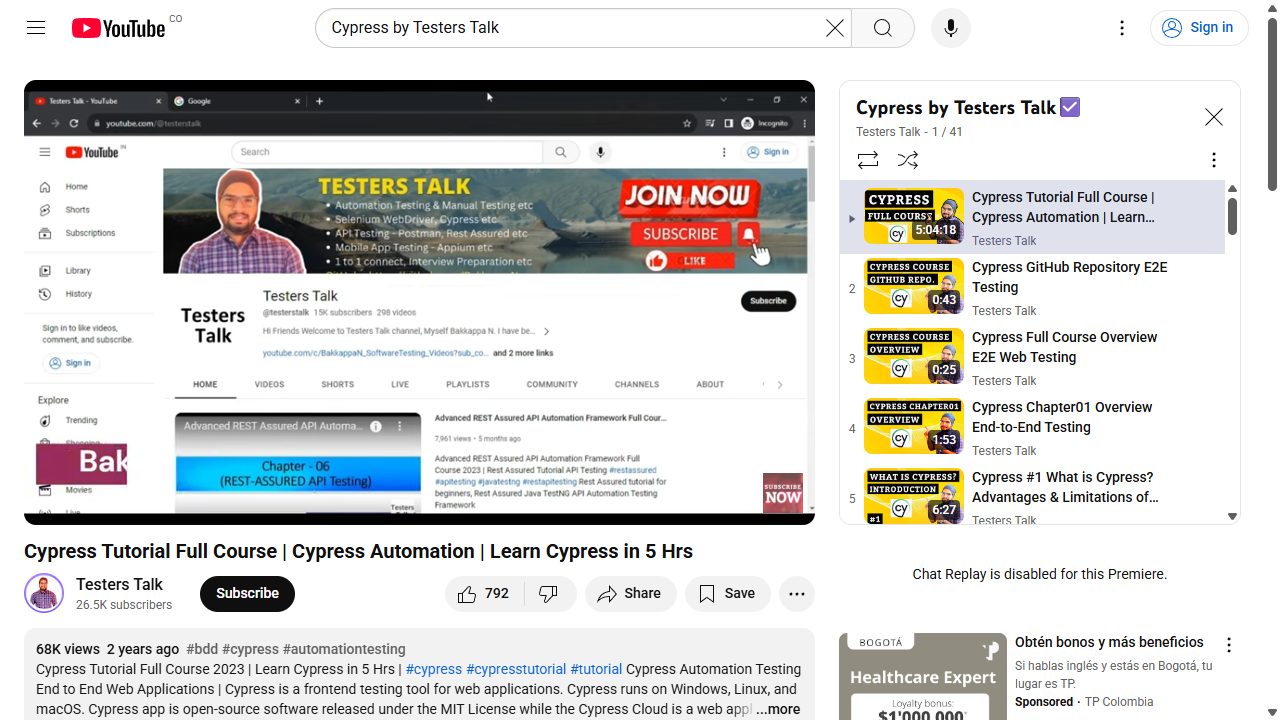 YouTube CO
Cypress by Testers Talk
Sign in
Testers Talk - YouTube
Google
youtube.com/@testerstalk
Incognito
YouTube IN
Search
Sign in
Home
Shorts
Subscriptions
Library
History
Sign in to like videos,
comment, and subscribe.
Sign in
Explore
Trending
Shopping
Movies
Live
Bak
TESTERS TALK
• Automation Testing & Manual Testing etc
• Selenium WebDriver, Cypress etc
• API Testing - Postman, Rest Assured etc
• Mobile App Testing - Appium etc
• 1 to 1 connect, Interview Preparation etc
JOIN NOW
SUBSCRIBE
LIKE
Testers
Talk
Testers Talk
@testerstalk 15K subscribers 298 videos
Hi Friends Welcome to Testers Talk channel, Myself Bakkappa N. I have be...
youtube.com/c/BakkappaN_SoftwareTesting_Videos?sub_co... and 2 more links
Subscribe
HOME VIDEOS SHORTS LIVE PLAYLISTS COMMUNITY CHANNELS ABOUT
Advanced REST Assured API Automa...
Chapter - 06
(REST-ASSURED API Testing)
Testers
Advanced REST Assured API Automation Framework Full Cour...
7,961 views • 5 months ago
Advanced REST Assured API Automation Framework Full
Course 2023 | Rest Assured Tutorial API Testing #restassured
#apitesting #javatestng #restapitesting Rest Assured tutorial for
beginners, Rest Assured Java TestNG API Automation Testing
Framework
SUBSCRIBE
NOW
Cypress by Testers Talk
Testers Talk - 1 / 41
CYPRESS
FULL COURSE
cy
5:04:18
Cypress Tutorial Full Course |
Cypress Automation | Learn...
Testers Talk
2
CYPRESS COURSE
GITHUB REPO.
cy
0:43
Cypress GitHub Repository E2E
Testing
Testers Talk
3
CYPRESS COURSE
OVERVIEW
cy
0:25
Cypress Full Course Overview
E2E Web Testing
Testers Talk
4
CYPRESS CHAPTER01
OVERVIEW
cy
1:53
Cypress Chapter01 Overview
End-to-End Testing
Testers Talk
5
WHAT IS CYPRESS?
INTRODUCTION
cy
#1
6:27
Cypress #1 What is Cypress?
Advantages & Limitations of...
Testers Talk
Cypress Tutorial Full Course | Cypress Automation | Learn Cypress in 5 Hrs
Testers Talk
26.5K subscribers
Subscribe
792
Share
Save
Chat Replay is disabled for this Premiere.
68K views 2 years ago #bdd #cypress #automationtesting
Cypress Tutorial Full Course 2023 | Learn Cypress in 5 Hrs | #cypress #cypresstutorial #tutorial Cypress Automation Testing
End to End Web Applications | Cypress is a frontend testing tool for web applications. Cypress runs on Windows, Linux, and
macOS. Cypress app is open-source software released under the MIT License while the Cypress Cloud is a web appl ...more
BOGOTÁ
Healthcare Expert
Loyalty bonus:
$1'000.000*
Obtén bonos y más beneficios
Si hablas inglés y estás en Bogotá, tu
lugar es TP.
Sponsored · TP Colombia